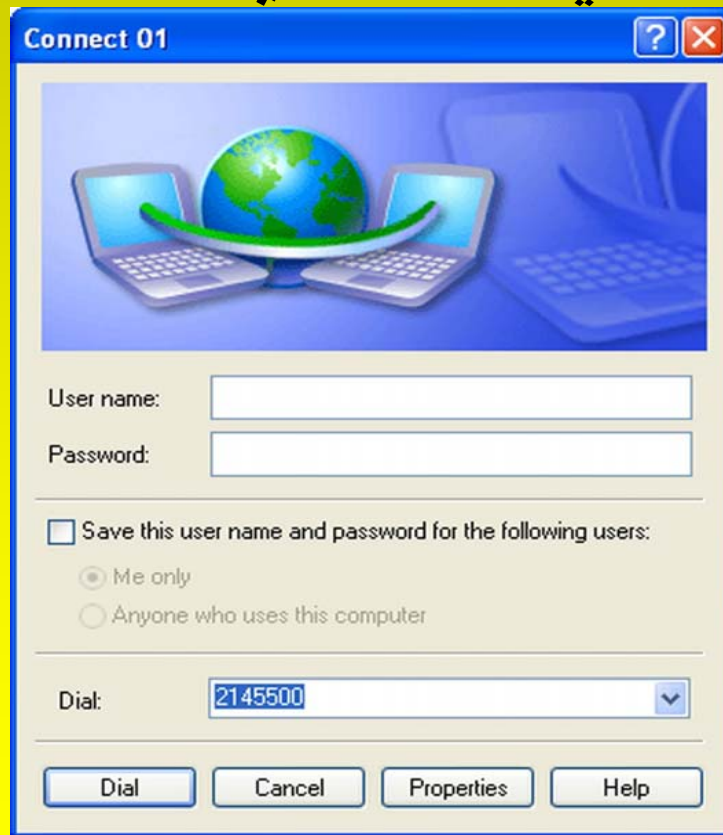 Connect 01
User name:
Password:
Save this user name and password for the following users:
Me only
Anyone who uses this computer
Dial: 2145500
Dial Cancel Properties Help